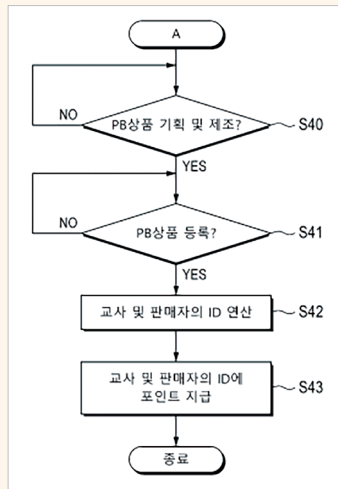 A
NO
PB상품 기획 및 제조?
S40
YES
NO
PB상품 등록?
S41
YES
교사 및 판매자의 ID 연산
S42
교사 및 판매자의 ID에
포인트 지급
S43
종료